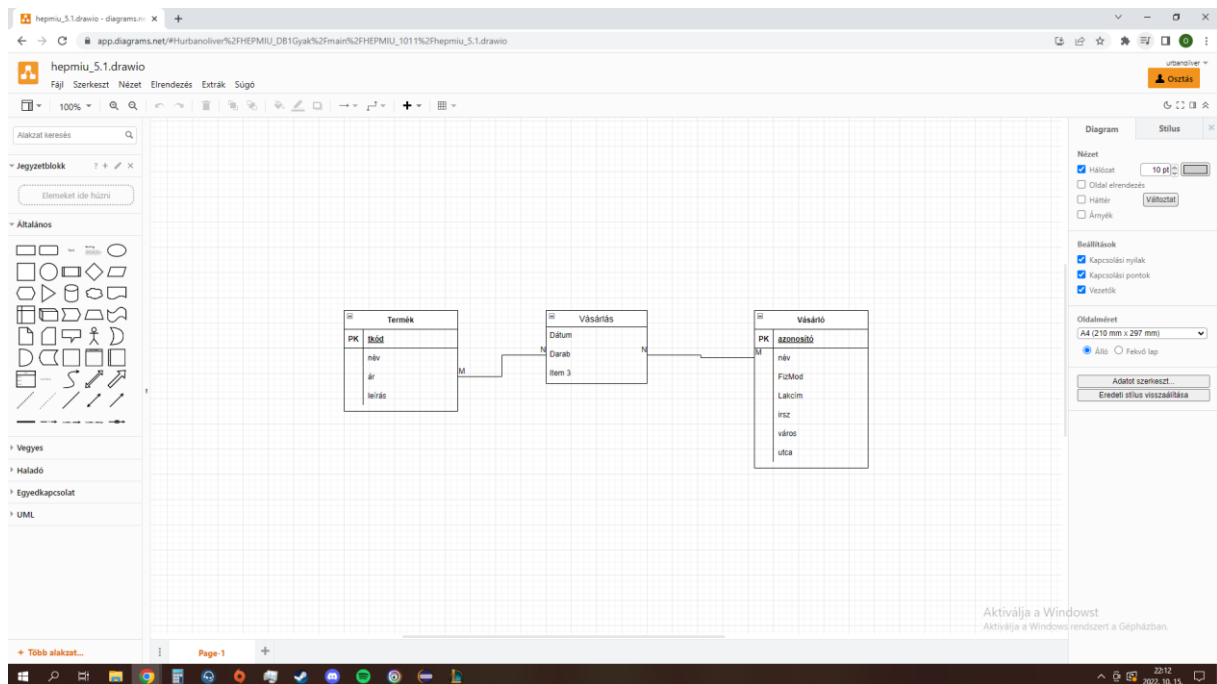 hepmiu_5.1.drawio - diagrams.ne
app.diagrams.net/#Hurbanoliver%2FHEPMIU_DB1Gyak%2Fmain%2FHEPMIU_1011%2Fhepmiu_5.1.drawio
hepmiu_5.1.drawio
urbanoliver
Fájl Szerkeszt Nézet Elrendezés Extrák Súgó
Osztás
100%
Alakzat keresés
Jegyzetblokk
Elemeket ide húzni
Általános
Vegyes
Haladó
Egyedkapcsolat
UML
+ Több alakzat...
Termék
PK tkód
név
ár
leírás
M
Vásárlás
Dátum
N Darab N
Item 3
Vásárló
PK azonosító
M név
FizMod
Lakcím
irsz
város
utca
Diagram Stílus
Nézet
Hálózat 10 pt
Oldal elrendezés
Háttér Változtat
Árnyék
Beállítások
Kapcsolási nyilak
Kapcsolási pontok
Vezetők
Oldalméret
A4 (210 mm x 297 mm)
Álló Fekvő lap
Adatot szerkeszt...
Eredeti stílus visszaállítása
Aktiválja a Windowst
Aktiválja a Windows rendszert a Gépházban.
Page-1
22:12
2022. 10. 15.